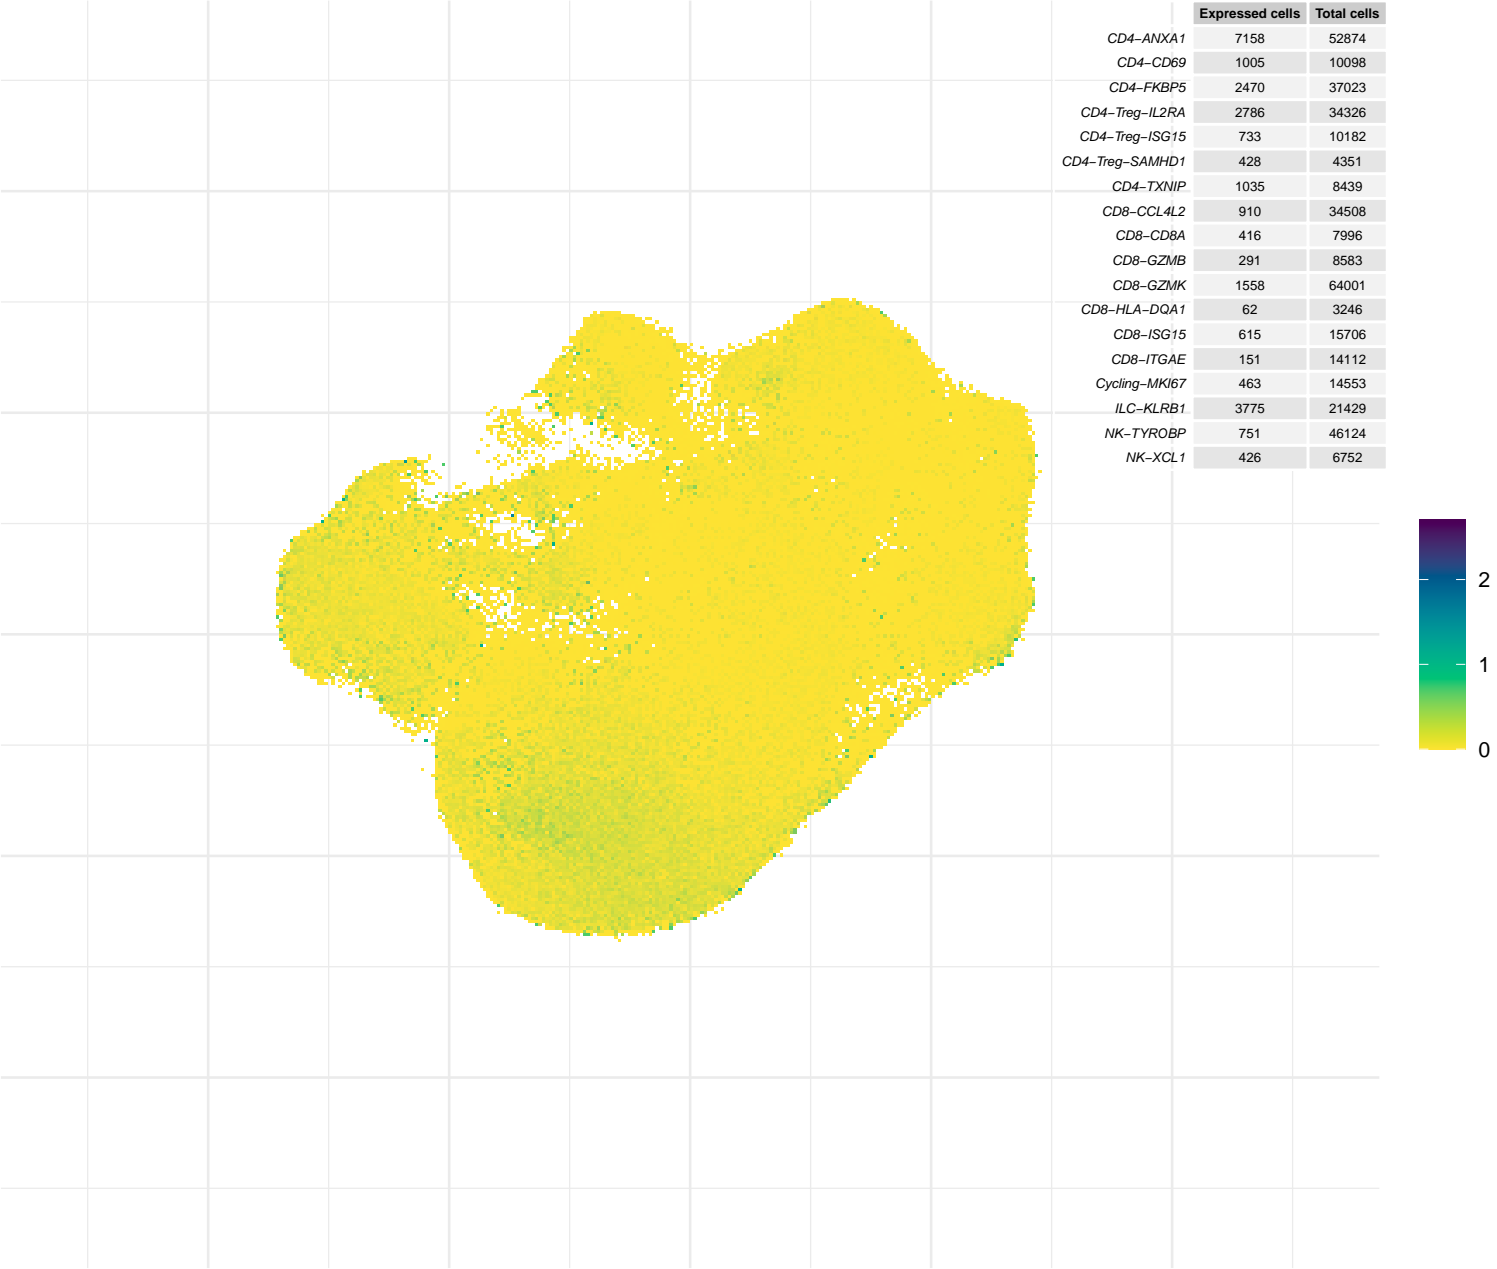 Expressed cells Total cells
CD4−ANXA1 7158 52874
CD4−CD69 1005 10098
CD4−FKBP5 2470 37023
CD4−Treg−IL2RA 2786 34326
CD4−Treg−ISG15 733 10182
CD4−Treg−SAMHD1 428 4351
CD4−TXNIP 1035 8439
CD8−CCL4L2 910 34508
CD8−CD8A 416 7996
CD8−GZMB 291 8583
CD8−GZMK 1558 64001
CD8−HLA−DQA1 62 3246
CD8−ISG15 615 15706
CD8−ITGAE 151 14112
Cycling−MKI67 463 14553
ILC−KLRB1 3775 21429
NK−TYROBP 751 46124
NK−XCL1 426 6752
2
1
0